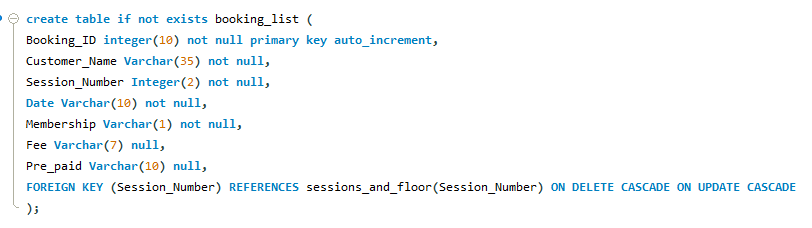 create table if not exists booking_list (
Booking_ID integer(10) not null primary key auto_increment,
Customer_Name Varchar(35) not null,
Session_Number Integer(2) not null,
Date Varchar(10) not null,
Membership Varchar(1) not null,
Fee Varchar(7) null,
Pre_paid Varchar(10) null,
FOREIGN KEY (Session_Number) REFERENCES sessions_and_floor(Session_Number) ON DELETE CASCADE ON UPDATE CASCADE
);